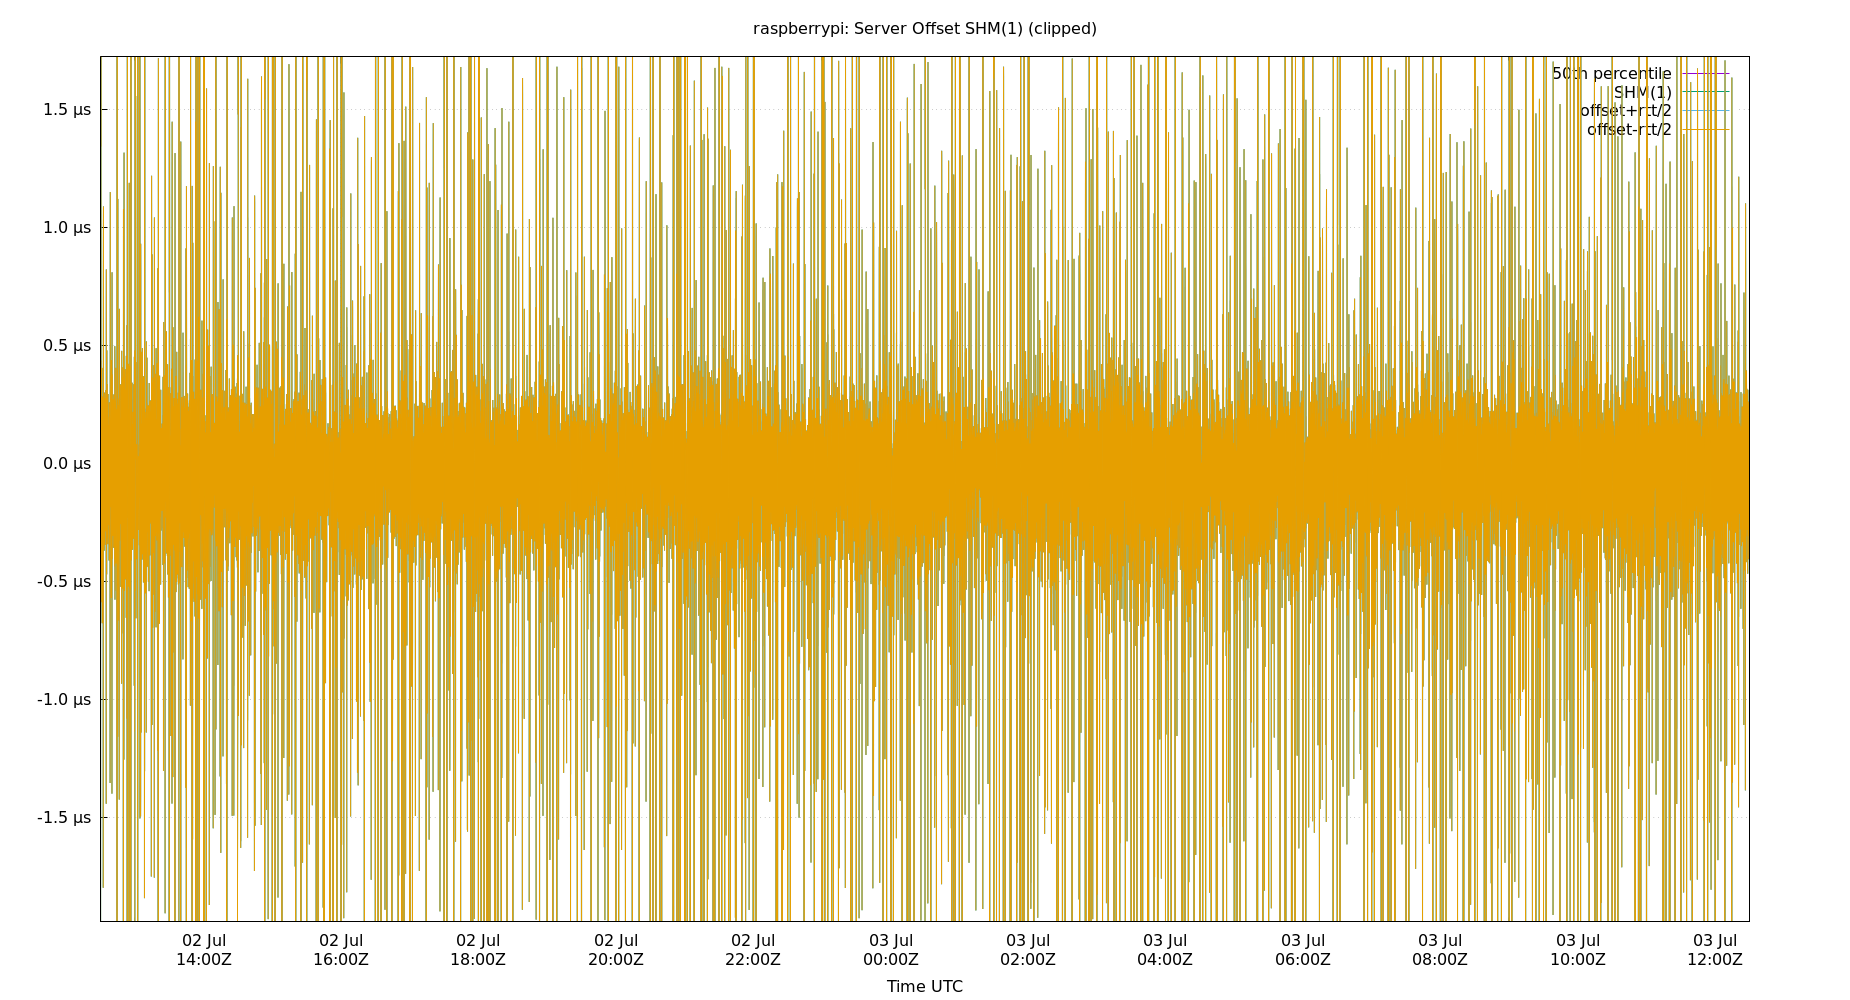 raspberrypi: Server Offset SHM(1) (clipped)
50th percentile
SHM(1)
offset+rtt/2
offset-rtt/2
1.5 µs
1.0 µs
0.5 µs
0.0 µs
-0.5 µs
-1.0 µs
-1.5 µs
02 Jul 02 Jul 02 Jul 02 Jul 02 Jul 03 Jul 03 Jul 03 Jul 03 Jul 03 Jul 03 Jul 03 Jul
14:00Z 16:00Z 18:00Z 20:00Z 22:00Z 00:00Z 02:00Z 04:00Z 06:00Z 08:00Z 10:00Z 12:00Z
Time UTC